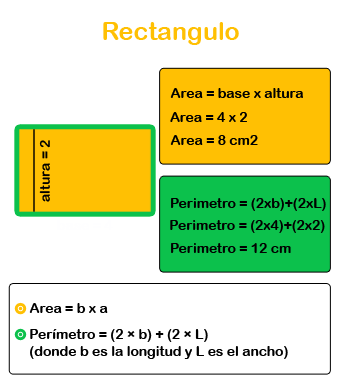 Rectangulo
Area = base x altura
Area = 4 x 2
Area = 8 cm2
altura = 2
Perimetro = (2xb)+(2xL)
Perimetro = (2x4)+(2x2)
Perimetro = 12 cm
Area = b x a
Perímetro = (2 × b) + (2 × L)
(donde b es la longitud y L es el ancho)